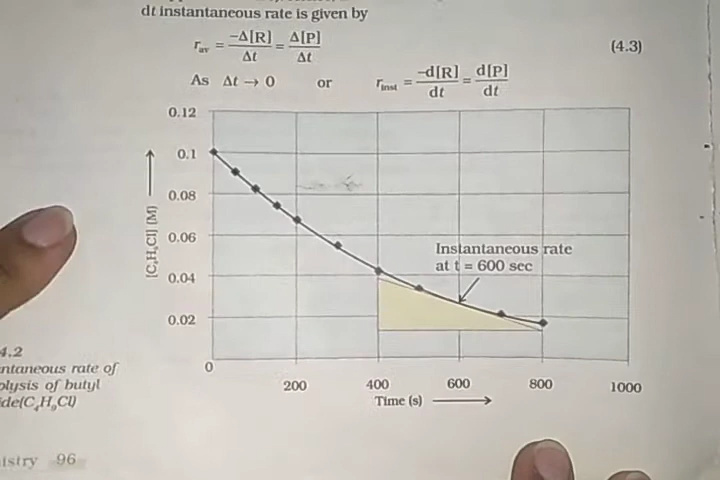 dt instantaneous rate is given by
r_av = -Δ[R]/Δt = Δ[P]/Δt (4.3)
As Δt → 0 or r_inst = -d[R]/dt = d[P]/dt
0.12
0.1
0.08
0.06
0.04
0.02
0
[C₄H₉Cl] (M)
Instantaneous rate
at t = 600 sec
200 400 600 800 1000
Time (s)
4.2
ntaneous rate of
olysis of butyl
ide(C₄H₉Cl)
istry 96